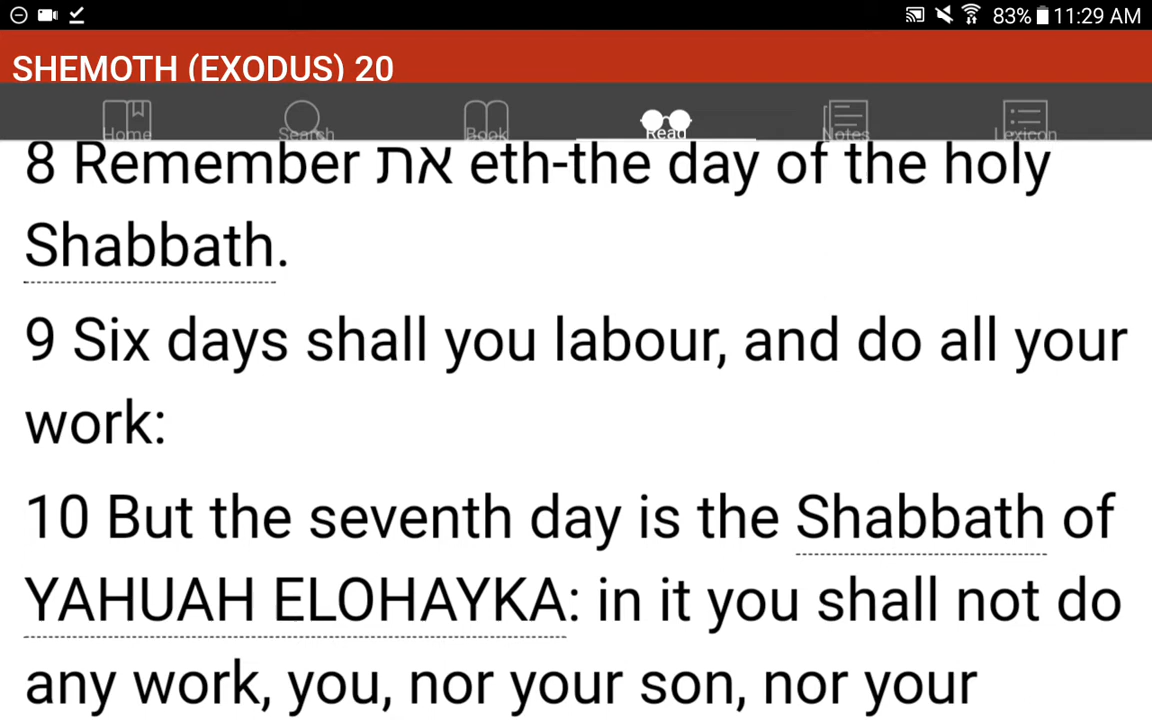 83% 11:29 AM
SHEMOTH (EXODUS) 20
Home Search Book Read Notes Lexicon
8 Remember את eth-the day of the holy
Shabbath.
9 Six days shall you labour, and do all your
work:
10 But the seventh day is the Shabbath of
YAHUAH ELOHAYKA: in it you shall not do
any work, you, nor your son, nor your